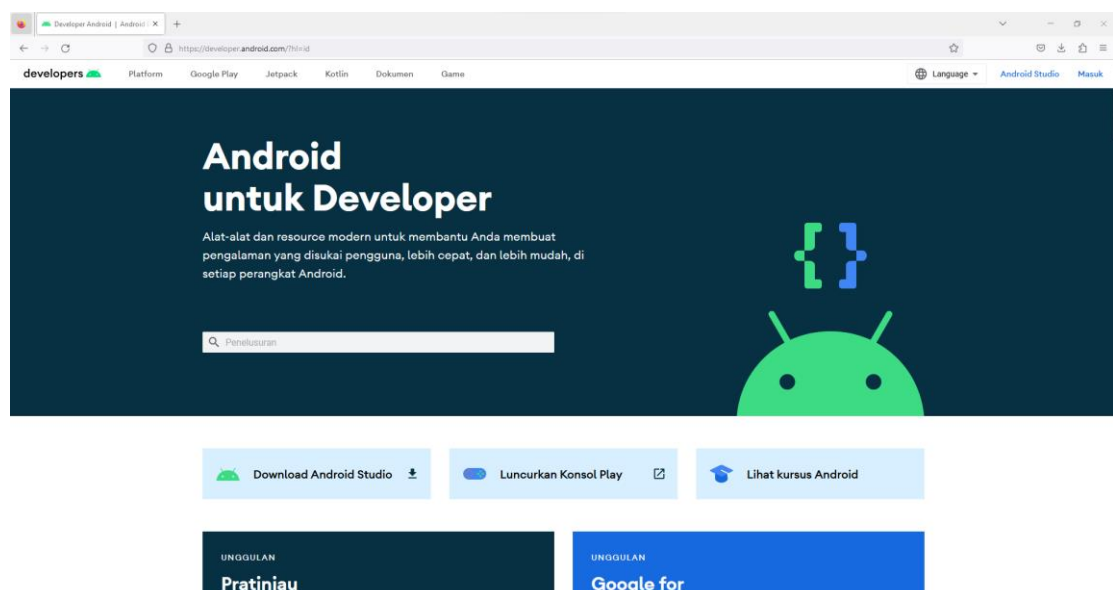 Developer Android | Android
https://developer.android.com/?hl=id
developers
Platform
Google Play
Jetpack
Kotlin
Dokumen
Game
Language
Android Studio
Masuk
Android
untuk Developer
Alat-alat dan resource modern untuk membantu Anda membuat
pengalaman yang disukai pengguna, lebih cepat, dan lebih mudah, di
setiap perangkat Android.
Penelusuran
Download Android Studio
Luncurkan Konsol Play
Lihat kursus Android
UNGGULAN
Pratinjau
UNGGULAN
Google for